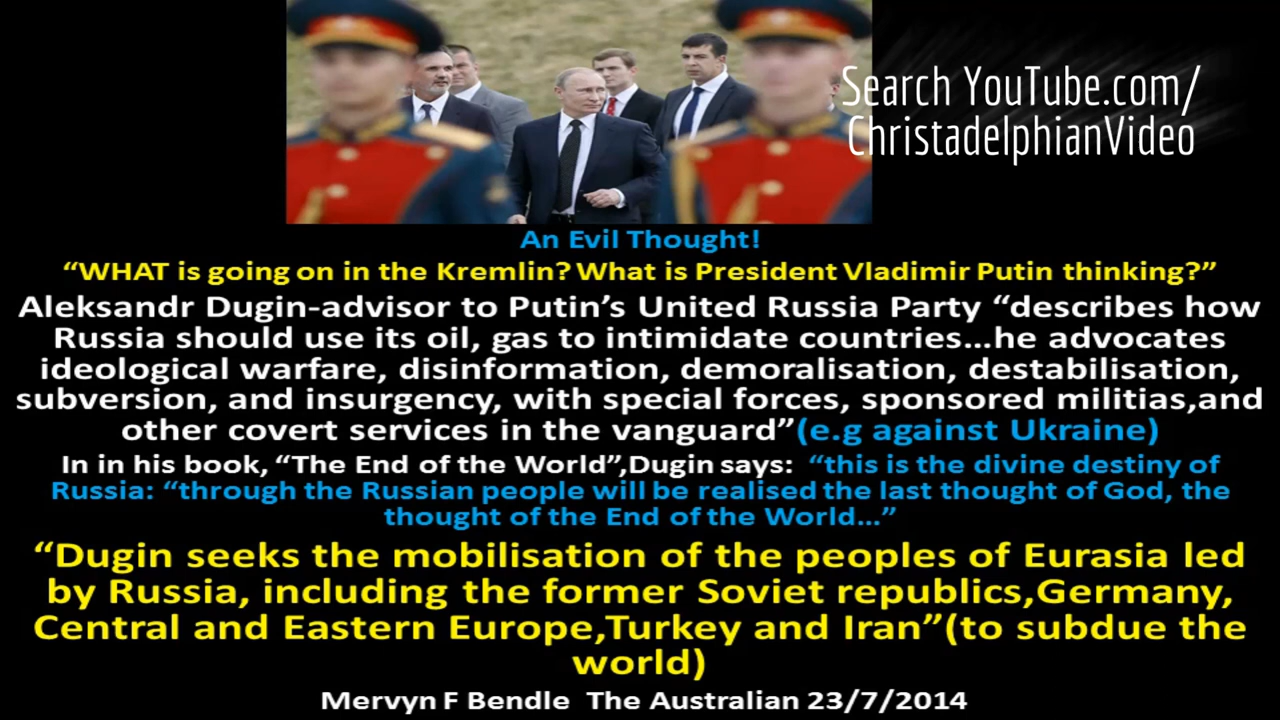 Search YouTube.com/
ChristadelphianVideo
An Evil Thought!
“WHAT is going on in the Kremlin? What is President Vladimir Putin thinking?”
Aleksandr Dugin-advisor to Putin’s United Russia Party “describes how
Russia should use its oil, gas to intimidate countries...he advocates
ideological warfare, disinformation, demoralisation, destabilisation,
subversion, and insurgency, with special forces, sponsored militias,and
other covert services in the vanguard”(e.g against Ukraine)
In in his book, “The End of the World”,Dugin says: “this is the divine destiny of
Russia: “through the Russian people will be realised the last thought of God, the
thought of the End of the World...”
“Dugin seeks the mobilisation of the peoples of Eurasia led
by Russia, including the former Soviet republics,Germany,
Central and Eastern Europe,Turkey and Iran”(to subdue the
world)
Mervyn F Bendle The Australian 23/7/2014